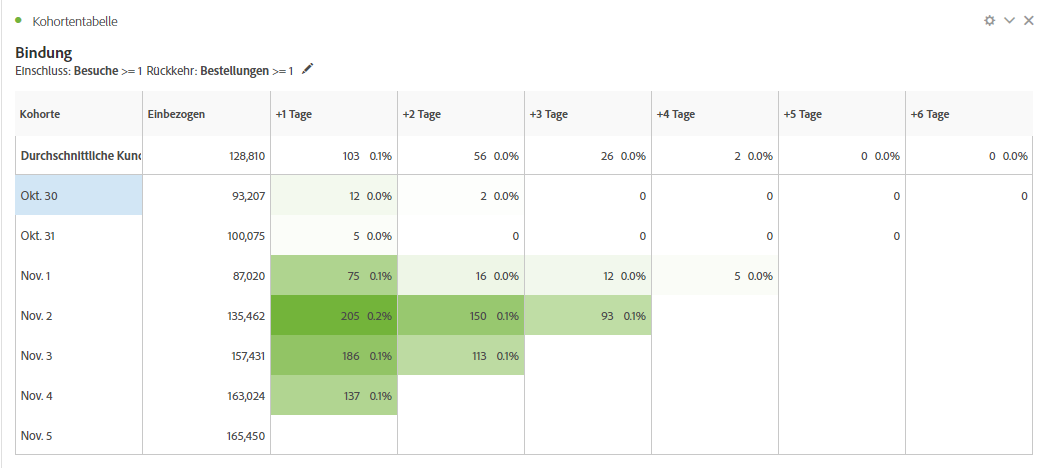 Kohortentabelle
Bindung
Einschluss: Besuche >= 1 Rückkehr: Bestellungen >= 1
Kohorte Einbezogen +1 Tage +2 Tage +3 Tage +4 Tage +5 Tage +6 Tage
Durchschnittliche Kund 128,810 103 0.1% 56 0.0% 26 0.0% 2 0.0% 0 0.0% 0 0.0%
Okt. 30 93,207 12 0.0% 2 0.0% 0 0 0 0
Okt. 31 100,075 5 0.0% 0 0 0 0
Nov. 1 87,020 75 0.1% 16 0.0% 12 0.0% 5 0.0%
Nov. 2 135,462 205 0.2% 150 0.1% 93 0.1%
Nov. 3 157,431 186 0.1% 113 0.1%
Nov. 4 163,024 137 0.1%
Nov. 5 165,450